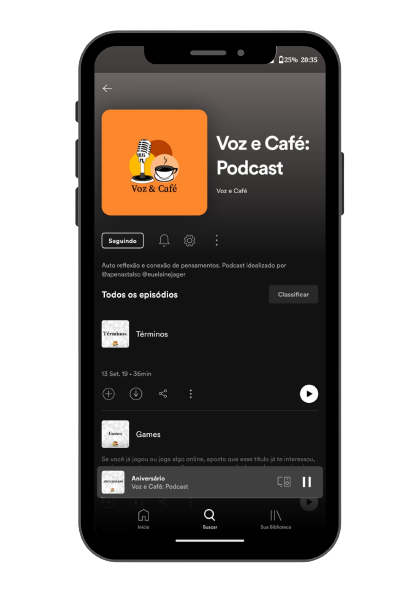 25% 20:35
Voz & Café
Voz e Café:
Podcast
Voz e Café
Seguindo
Auto reflexão e conexão de pensamentos. Podcast idealizado por
@apenastalso @euelainejager
Todos os episódios
Classificar
Términos
Términos
13 Set. 19 • 36min
Games
Games
Se você já jogou ou joga algo online, aposto que esse título já te interessou,
Aniversário
Voz e Café: Podcast
Início
Buscar
Sua Biblioteca